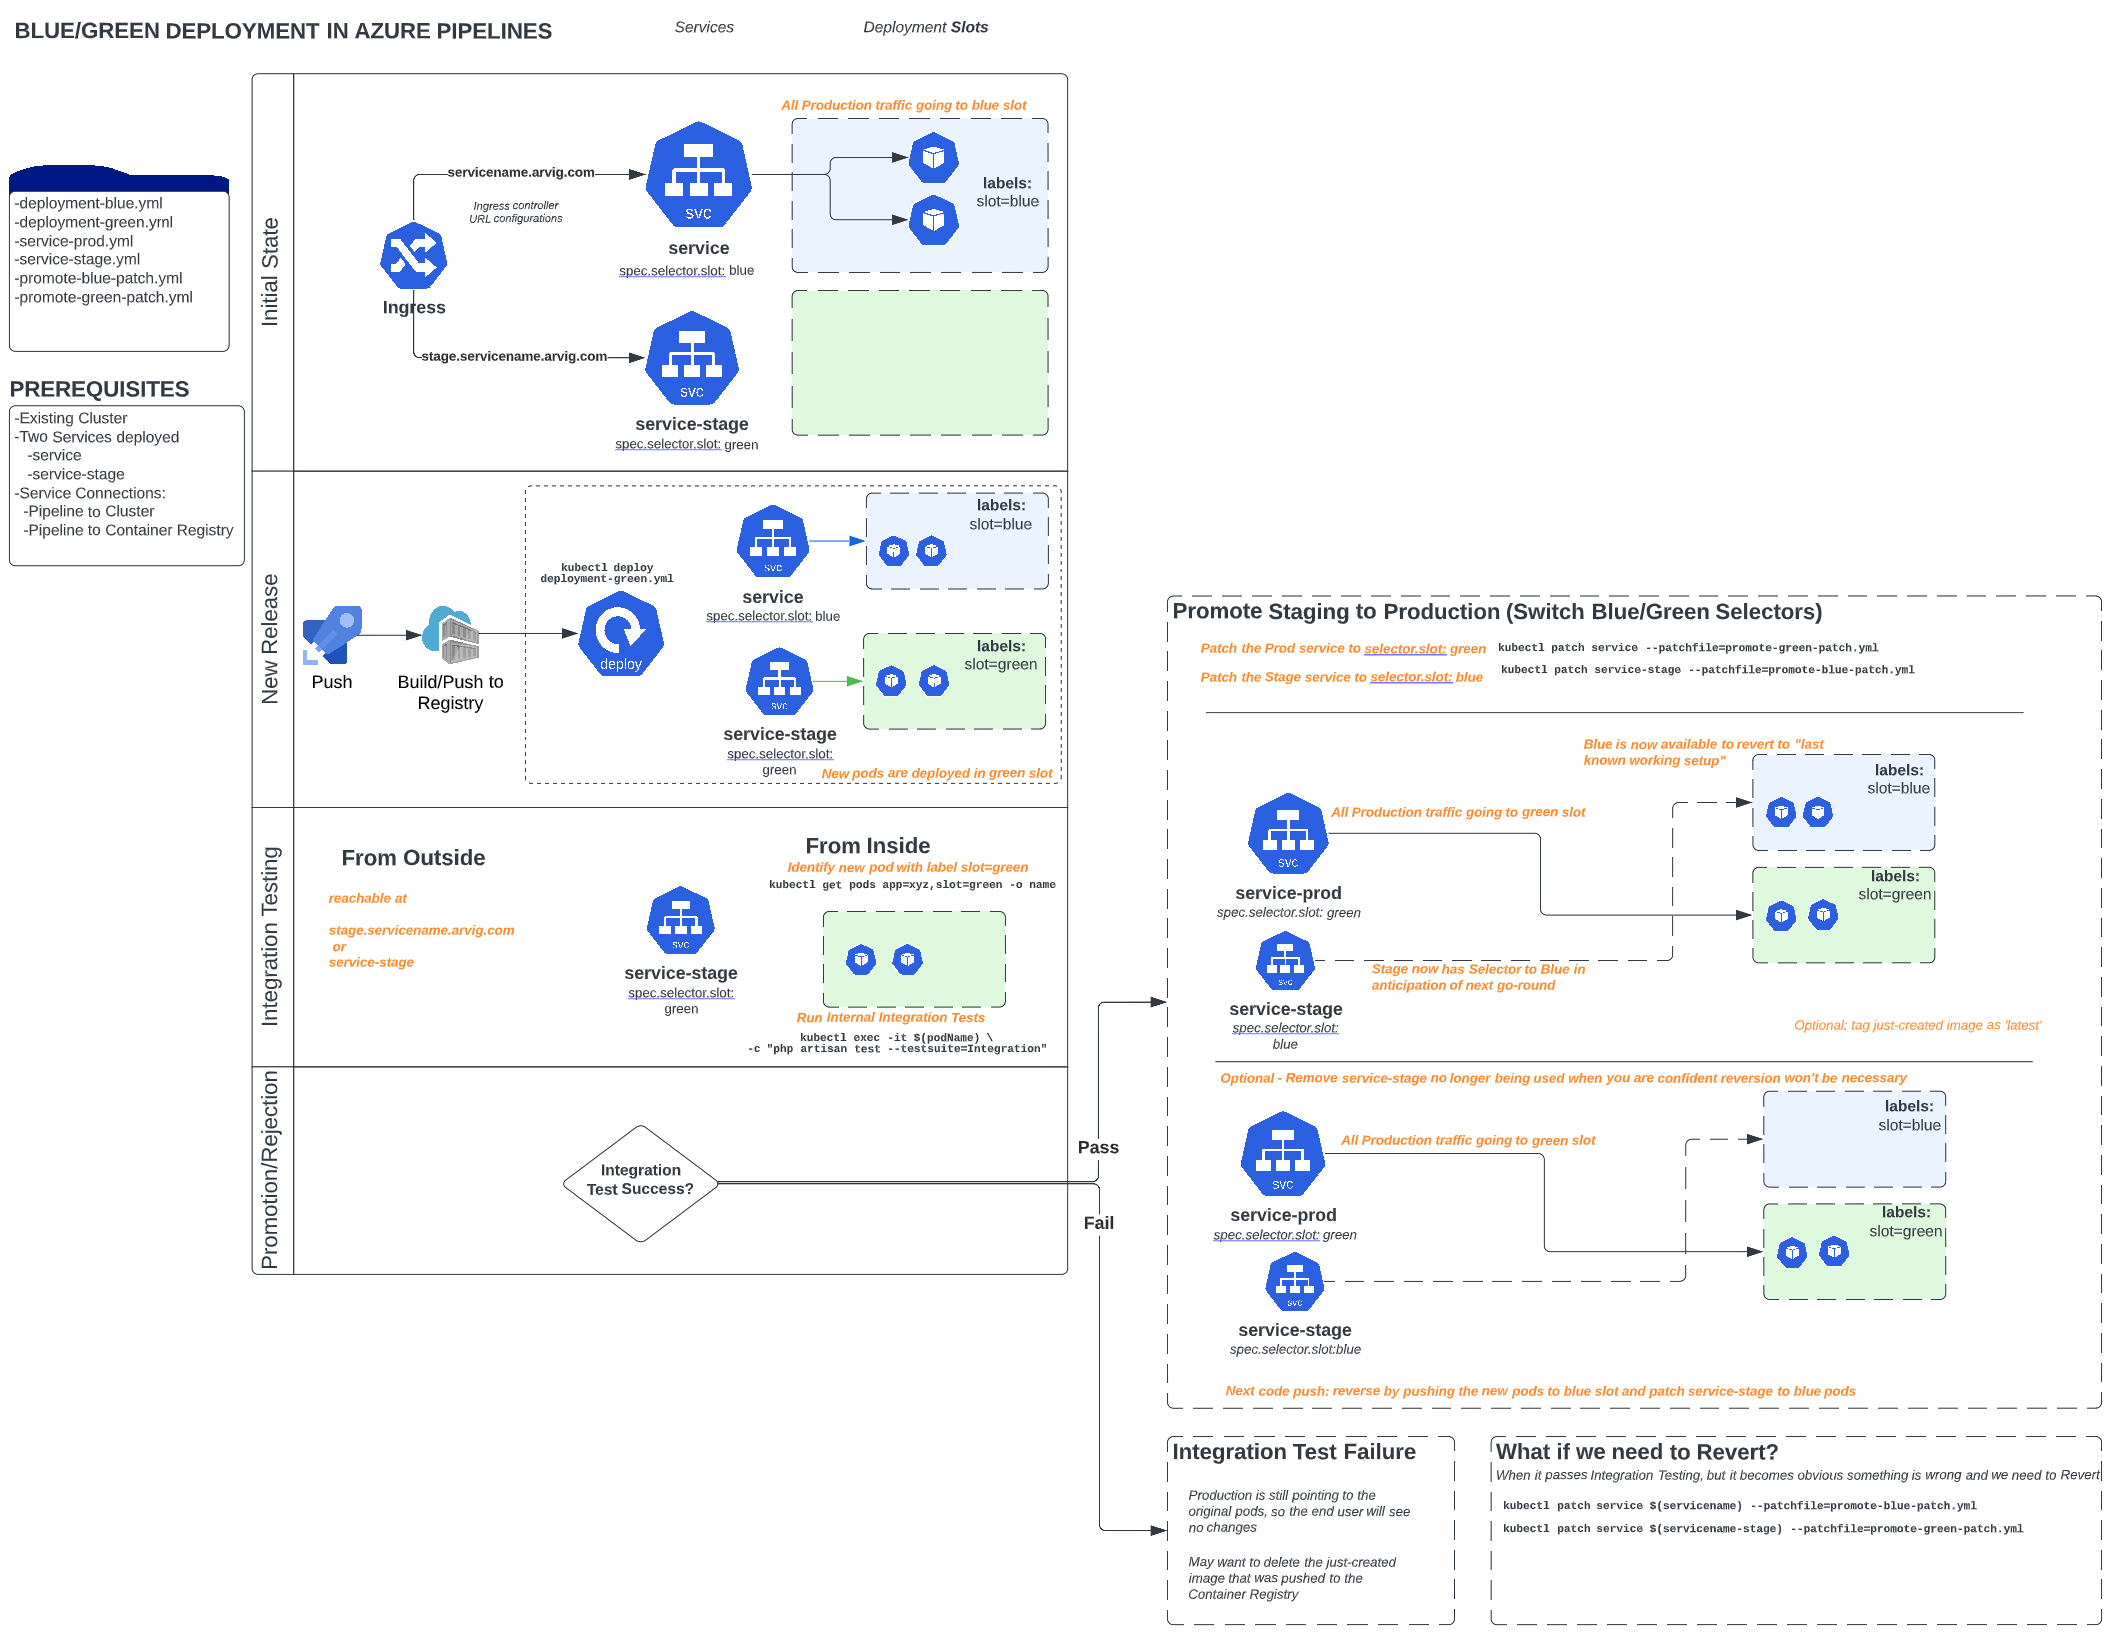 BLUE/GREEN DEPLOYMENT IN AZURE PIPELINES
Services
Deployment Slots
-deployment-blue.yml
-deployment-green.yml
-service-prod.yml
-service-stage.yml
-promote-blue-patch.yml
-promote-green-patch.yml
PREREQUISITES
-Existing Cluster
-Two Services deployed
-service
-service-stage
-Service Connections:
-Pipeline to Cluster
-Pipeline to Container Registry
Initial State
All Production traffic going to blue slot
servicename.arvig.com
Ingress controller
URL configurations
Ingress
stage.servicename.arvig.com
svc
service
spec.selector.slot: blue
labels:
slot=blue
svc
service-stage
spec.selector.slot: green
New Release
Push
Build/Push to
Registry
kubectl deploy
deployment-green.yml
deploy
svc
service
spec.selector.slot: blue
labels:
slot=blue
svc
service-stage
spec.selector.slot:
green
labels:
slot=green
New pods are deployed in green slot
Integration Testing
From Outside
reachable at
stage.servicename.arvig.com
or
service-stage
svc
service-stage
spec.selector.slot:
green
From Inside
Identify new pod with label slot=green
kubectl get pods app=xyz,slot=green -o name
Run Internal Integration Tests
kubectl exec -it $(podName) \
-c "php artisan test --testsuite=Integration"
Promotion/Rejection
Integration
Test Success?
Pass
Fail
Promote Staging to Production (Switch Blue/Green Selectors)
Patch the Prod service to selector.slot: green
kubectl patch service --patchfile=promote-green-patch.yml
Patch the Stage service to selector.slot: blue
kubectl patch service-stage --patchfile=promote-blue-patch.yml
Blue is now available to revert to "last
known working setup"
labels:
slot=blue
All Production traffic going to green slot
svc
service-prod
spec.selector.slot: green
labels:
slot=green
svc
service-stage
spec.selector.slot:
blue
Stage now has Selector to Blue in
anticipation of next go-round
Optional: tag just-created image as 'latest'
Optional - Remove service-stage no longer being used when you are confident reversion won't be necessary
labels:
slot=blue
All Production traffic going to green slot
svc
service-prod
spec.selector.slot: green
labels:
slot=green
svc
service-stage
spec.selector.slot:blue
Next code push: reverse by pushing the new pods to blue slot and patch service-stage to blue pods
Integration Test Failure
Production is still pointing to the
original pods, so the end user will see
no changes
May want to delete the just-created
image that was pushed to the
Container Registry
What if we need to Revert?
When it passes Integration Testing, but it becomes obvious something is wrong and we need to Revert
kubectl patch service $(servicename) --patchfile=promote-blue-patch.yml
kubectl patch service $(servicename-stage) --patchfile=promote-green-patch.yml